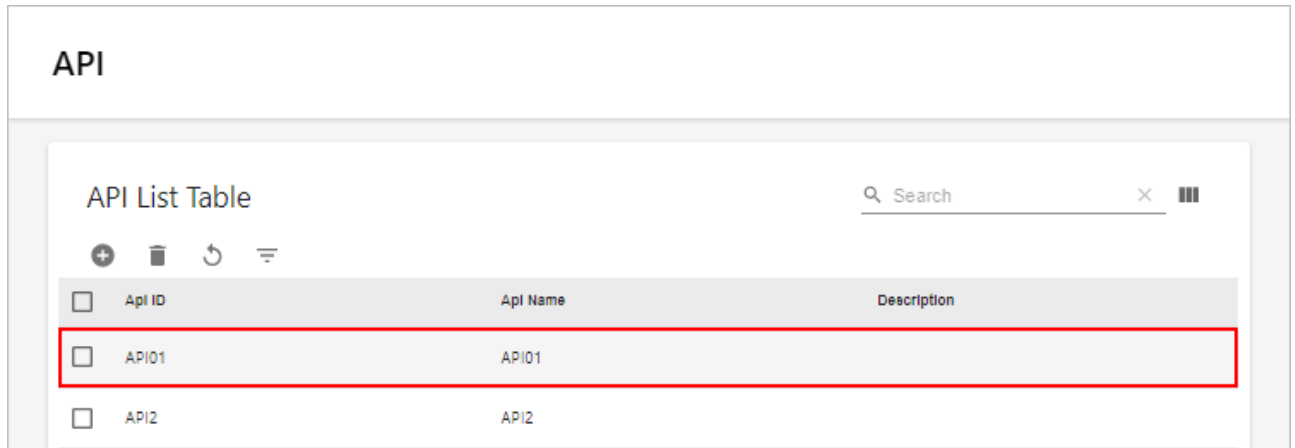 API
API List Table
Search
Api ID Api Name Description
API01 API01
API2 API2